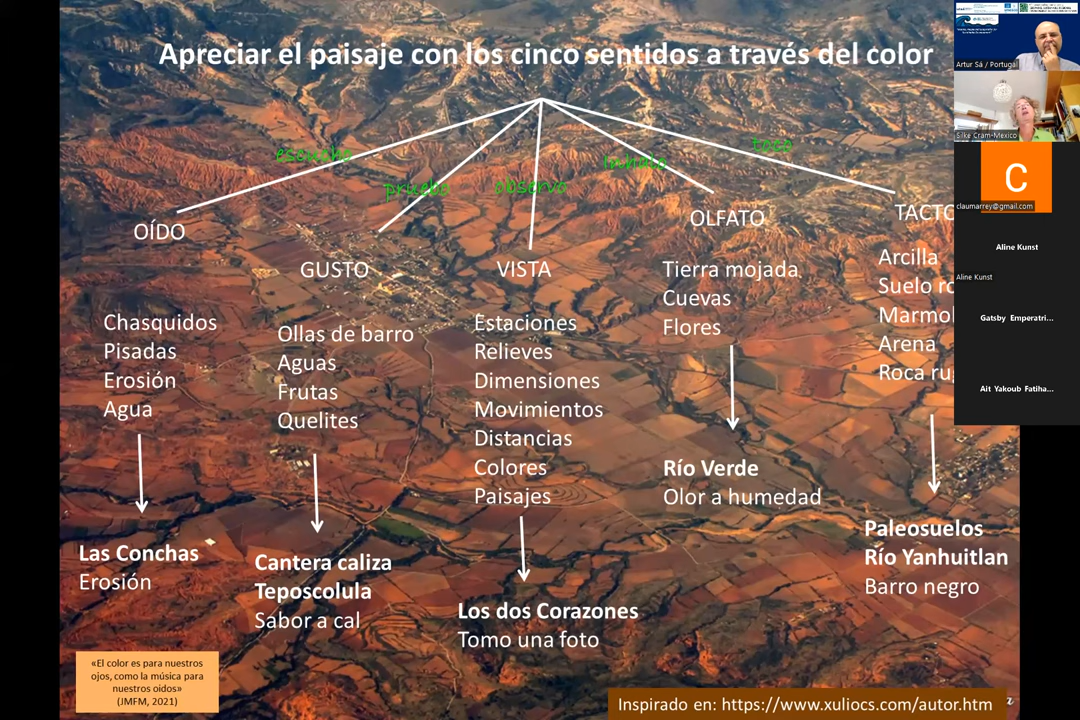 Apreciar el paisaje con los cinco sentidos a través del color
escucho
pruebo
observo
Inhalo
toco
OÍDO
Chasquidos
Pisadas
Erosión
Agua
Las Conchas
Erosión
GUSTO
Ollas de barro
Aguas
Frutas
Quelites
Cantera caliza
Teposcolula
Sabor a cal
VISTA
Estaciones
Relieves
Dimensiones
Movimientos
Distancias
Colores
Paisajes
Los dos Corazones
Tomo una foto
OLFATO
Tierra mojada
Cuevas
Flores
Río Verde
Olor a humedad
TACTO
Arcilla
Suelo
Arena
Roca
Paleosuelos
Río Yanhuitlan
Barro negro
«El color es para nuestros
ojos, como la música para
nuestros oidos»
(JMFM, 2021)
Inspirado en: https://www.xuliocs.com/autor.htm
Artur Sá / Portugal
Silke Cram-Mexico
C
claumarrey@gmail.com
Aline Kunst
Aline Kunst
Gatsby Emperatri...
Ait Yakoub Fatiha...